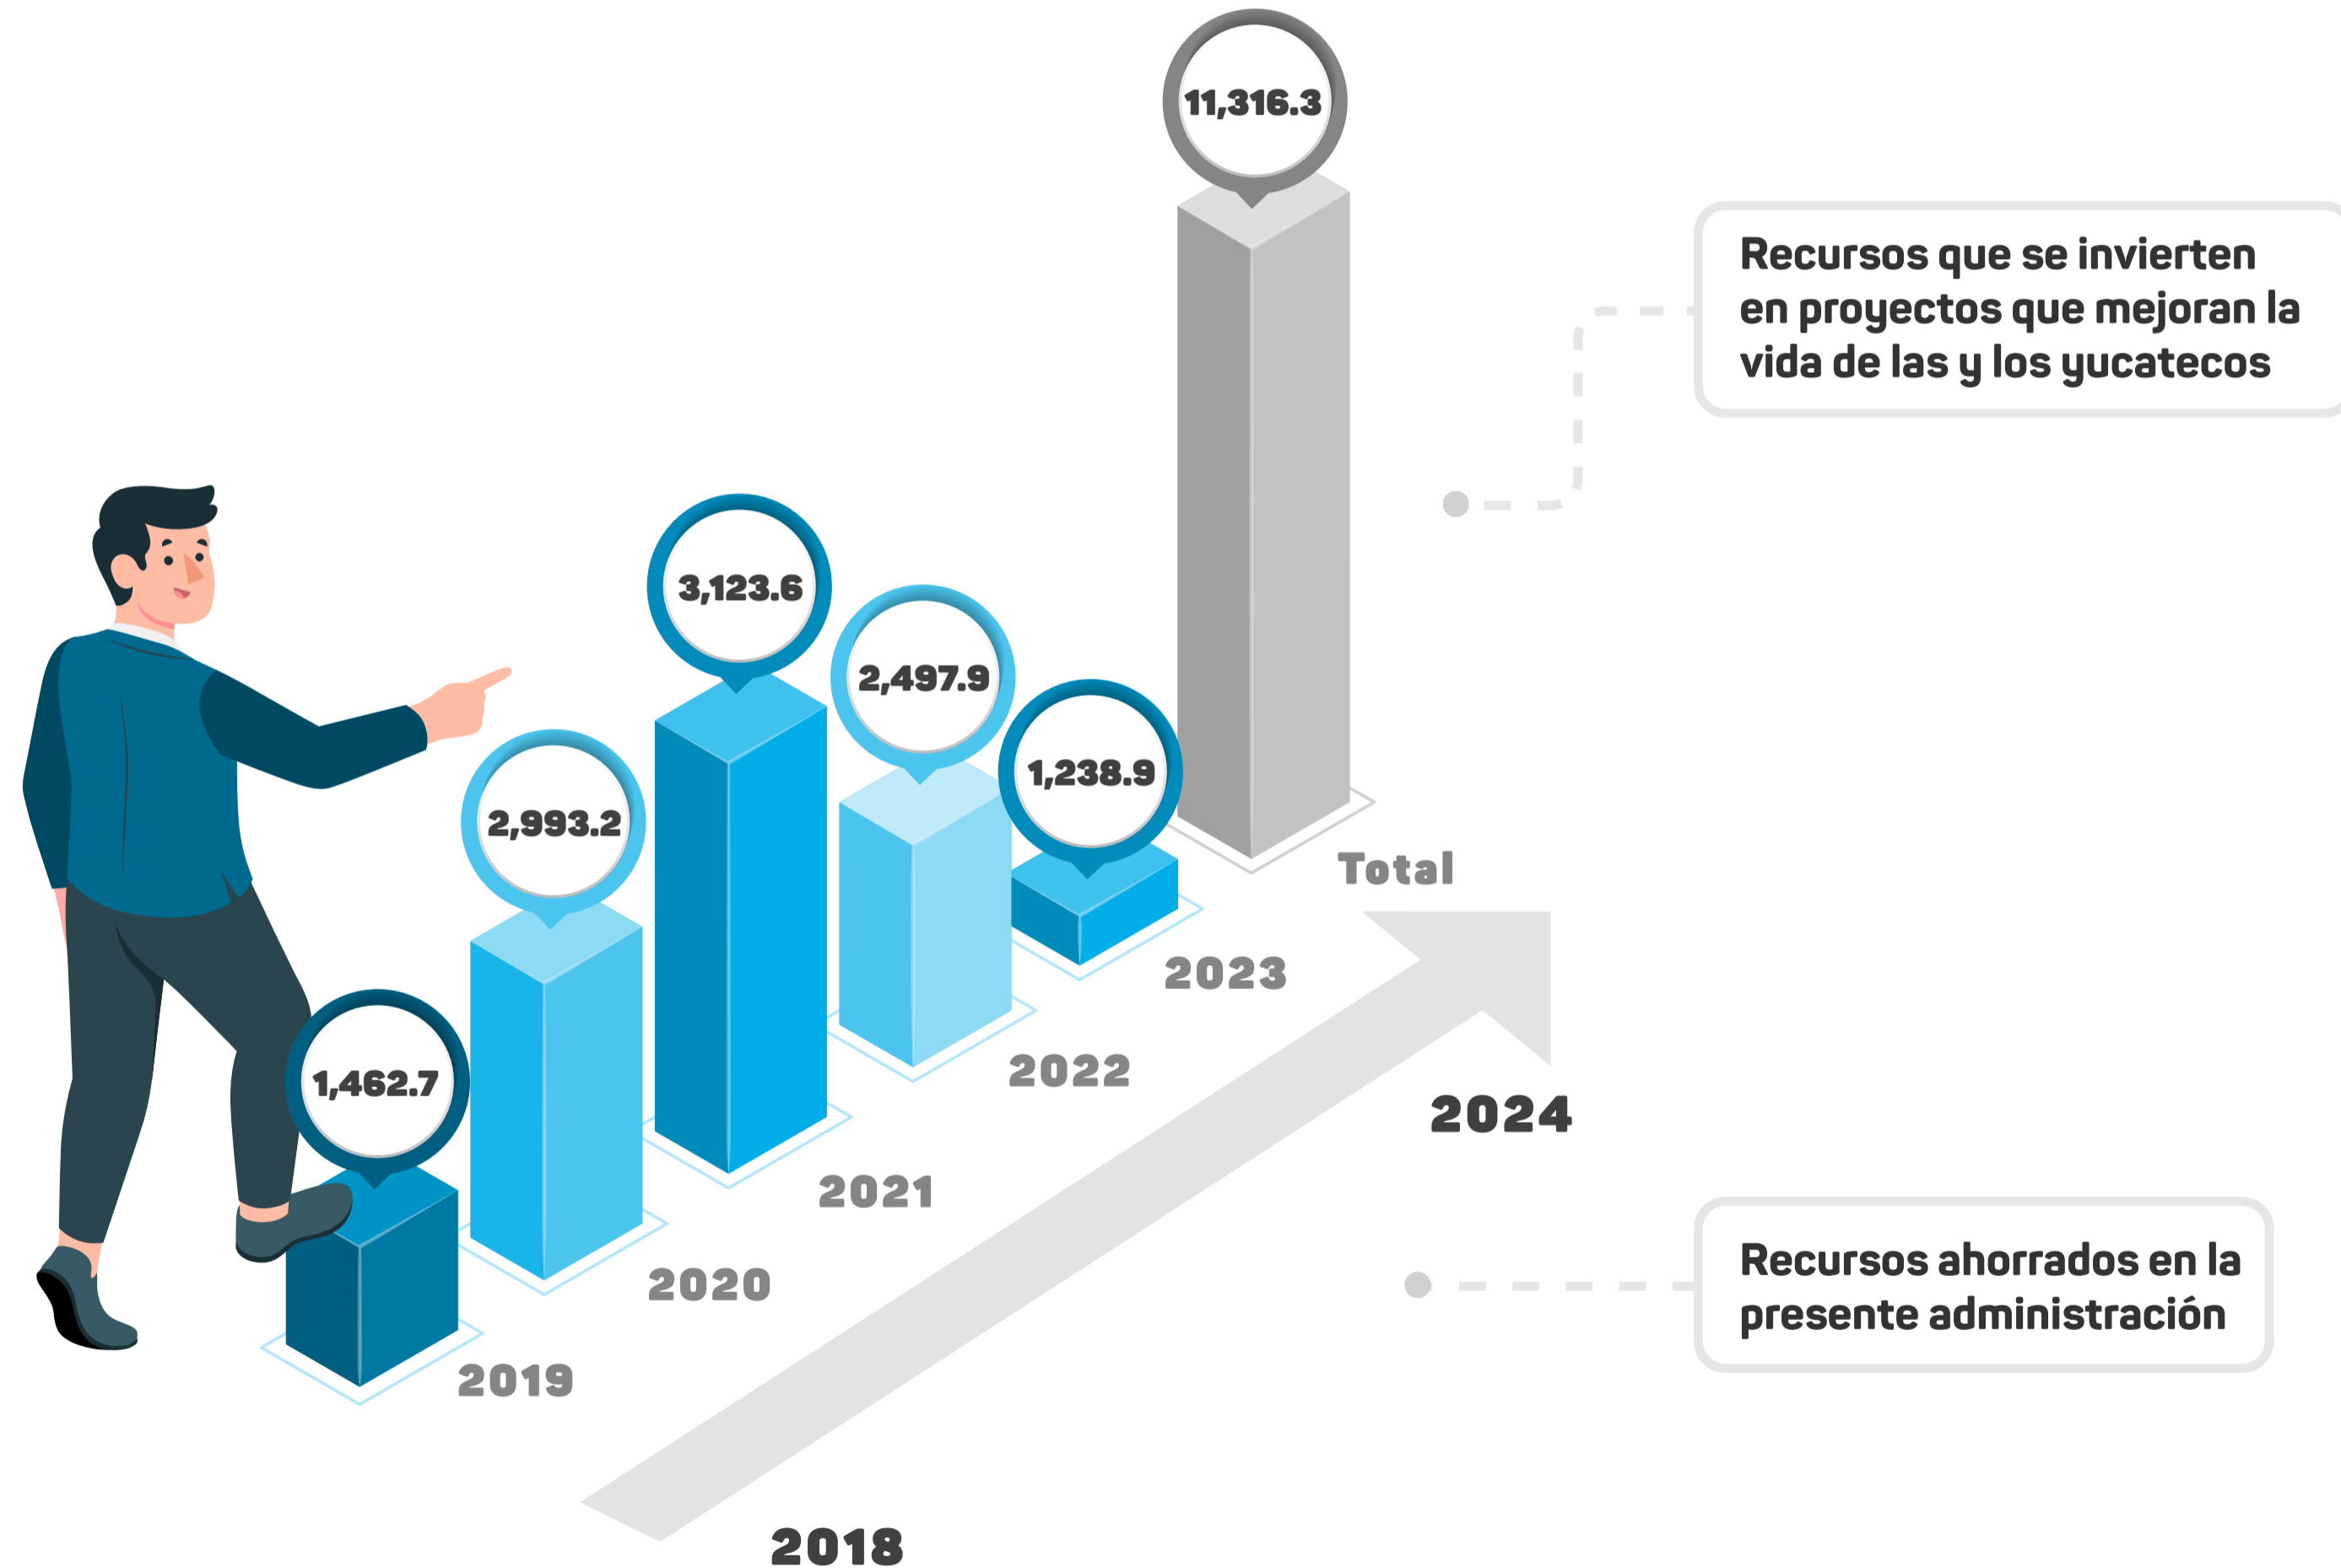 11,316.3
Recursos que se invierten
en proyectos que mejoran la
vida de las y los yucatecos
3,123.6
2,497.9
1,238.9
2,993.2
Total
2023
1,462.7
2022
2024
2021
2020
Recursos ahorrados en la
presente administración
2019
2018